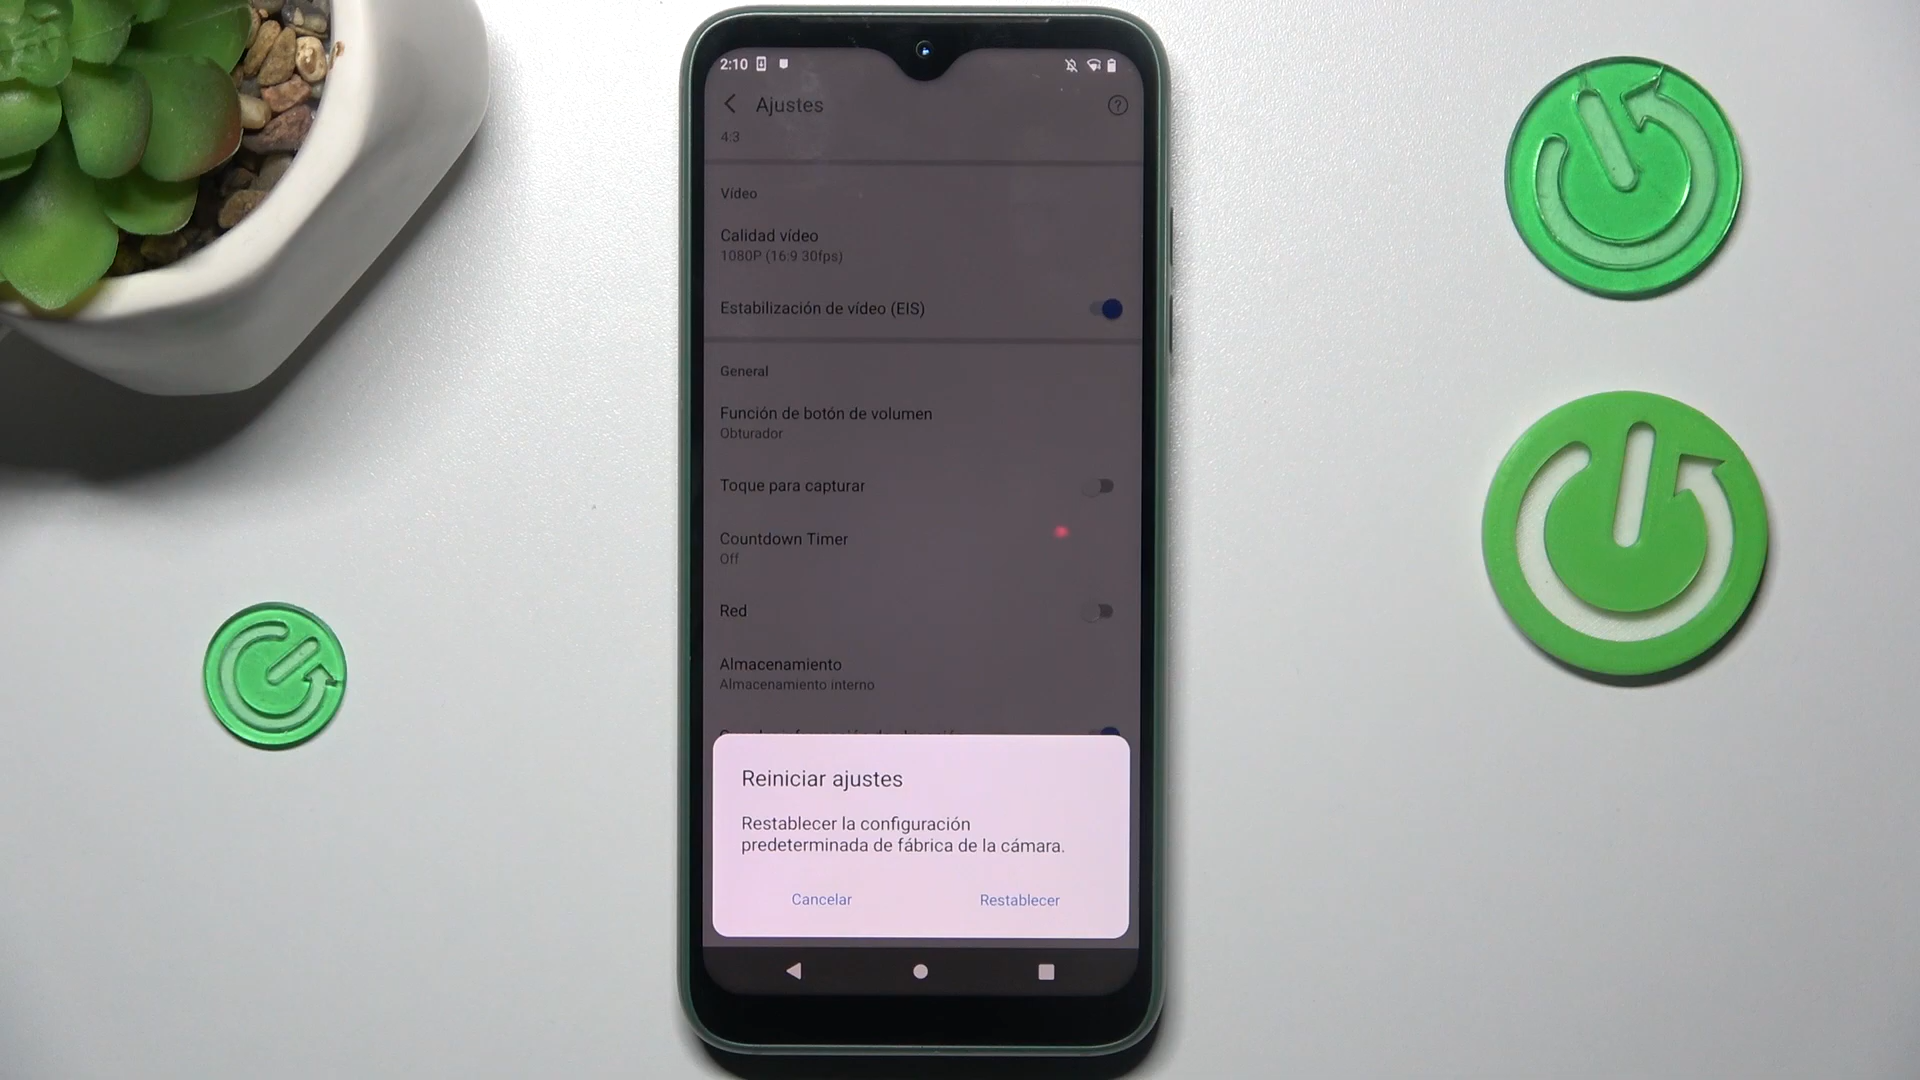 2:10
Ajustes
4:3
Vídeo
Calidad vídeo
1080P (16:9 30fps)
Estabilización de vídeo (EIS)
General
Función de botón de volumen
Obturador
Toque para capturar
Countdown Timer
Off
Red
Almacenamiento
Almacenamiento interno
Reiniciar ajustes
Restablecer la configuración
predeterminada de fábrica de la cámara.
Cancelar
Restablecer